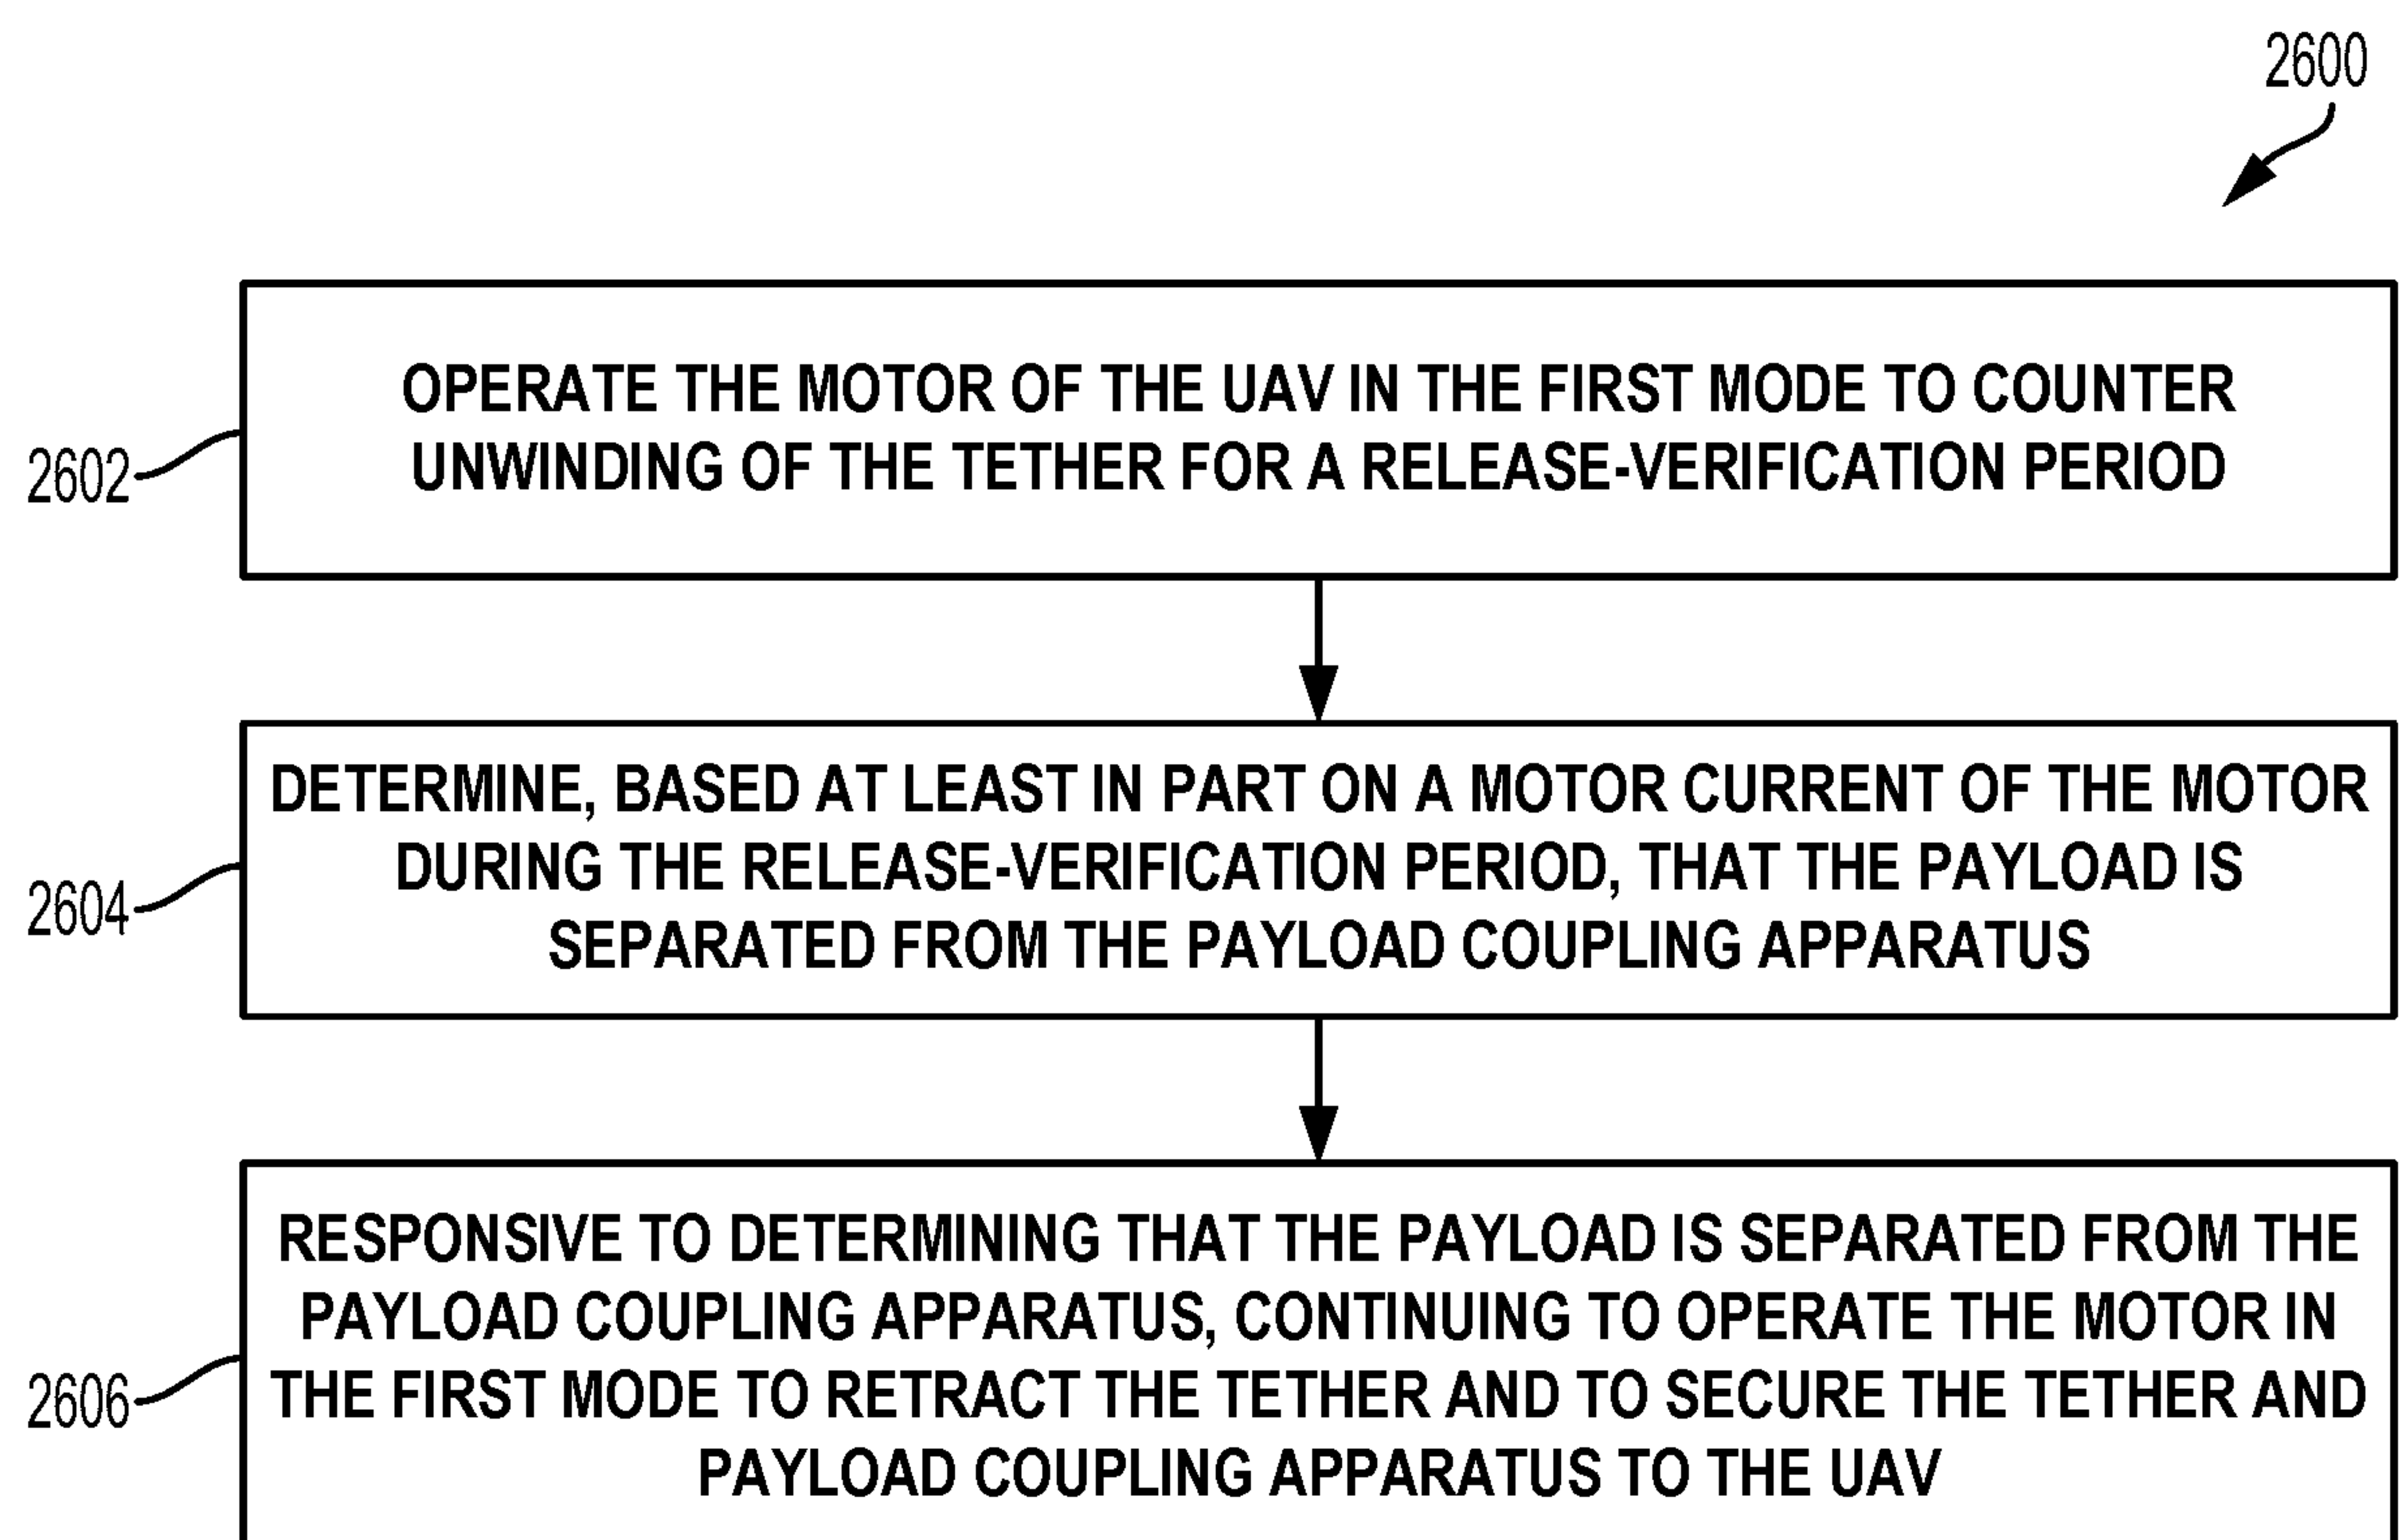 2600
OPERATE THE MOTOR OF THE UAV IN THE FIRST MODE TO COUNTER
UNWINDING OF THE TETHER FOR A RELEASE-VERIFICATION PERIOD
2602
DETERMINE, BASED AT LEAST IN PART ON A MOTOR CURRENT OF THE MOTOR
DURING THE RELEASE-VERIFICATION PERIOD, THAT THE PAYLOAD IS
SEPARATED FROM THE PAYLOAD COUPLING APPARATUS
2604
RESPONSIVE TO DETERMINING THAT THE PAYLOAD IS SEPARATED FROM THE
PAYLOAD COUPLING APPARATUS, CONTINUING TO OPERATE THE MOTOR IN
THE FIRST MODE TO RETRACT THE TETHER AND TO SECURE THE TETHER AND
PAYLOAD COUPLING APPARATUS TO THE UAV
2606